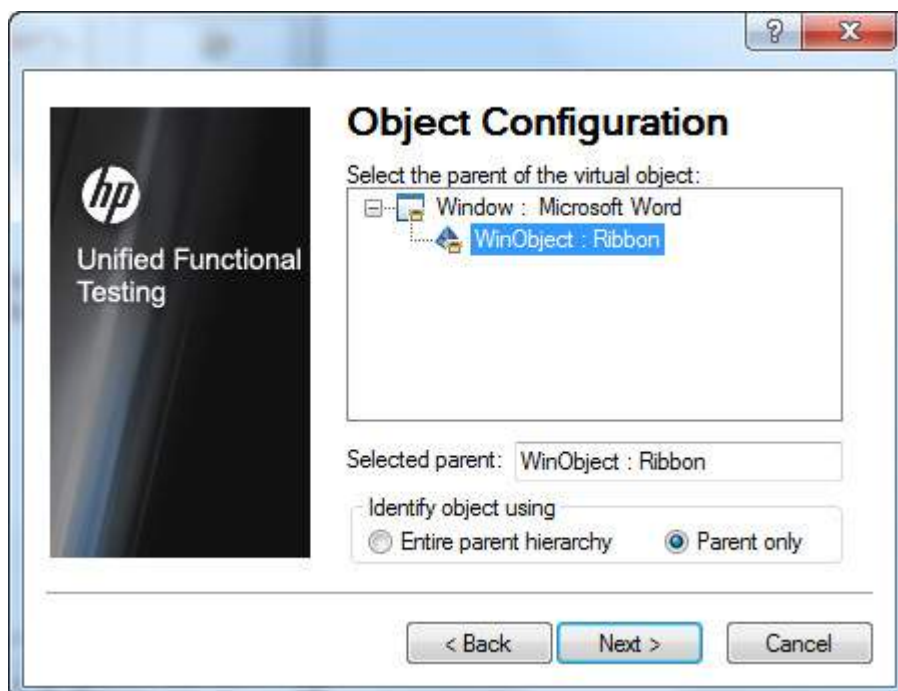 Object Configuration
Select the parent of the virtual object:
Window : Microsoft Word
WinObject : Ribbon
hp
Unified Functional
Testing
Selected parent: WinObject : Ribbon
Identify object using
Entire parent hierarchy Parent only
< Back Next > Cancel